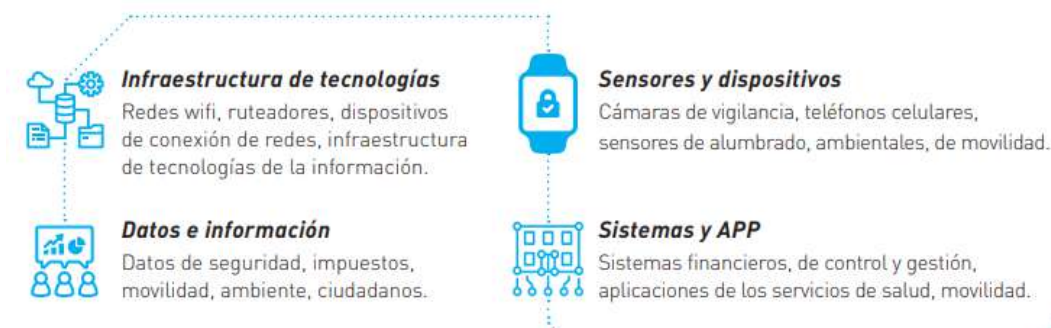 Infraestructura de tecnologías
Redes wifi, ruteadores, dispositivos
de conexión de redes, infraestructura
de tecnologías de la información.
Datos e información
Datos de seguridad, impuestos,
movilidad, ambiente, ciudadanos.
Sensores y dispositivos
Cámaras de vigilancia, teléfonos celulares,
sensores de alumbrado, ambientales, de movilidad.
Sistemas y APP
Sistemas financieros, de control y gestión,
aplicaciones de los servicios de salud, movilidad.